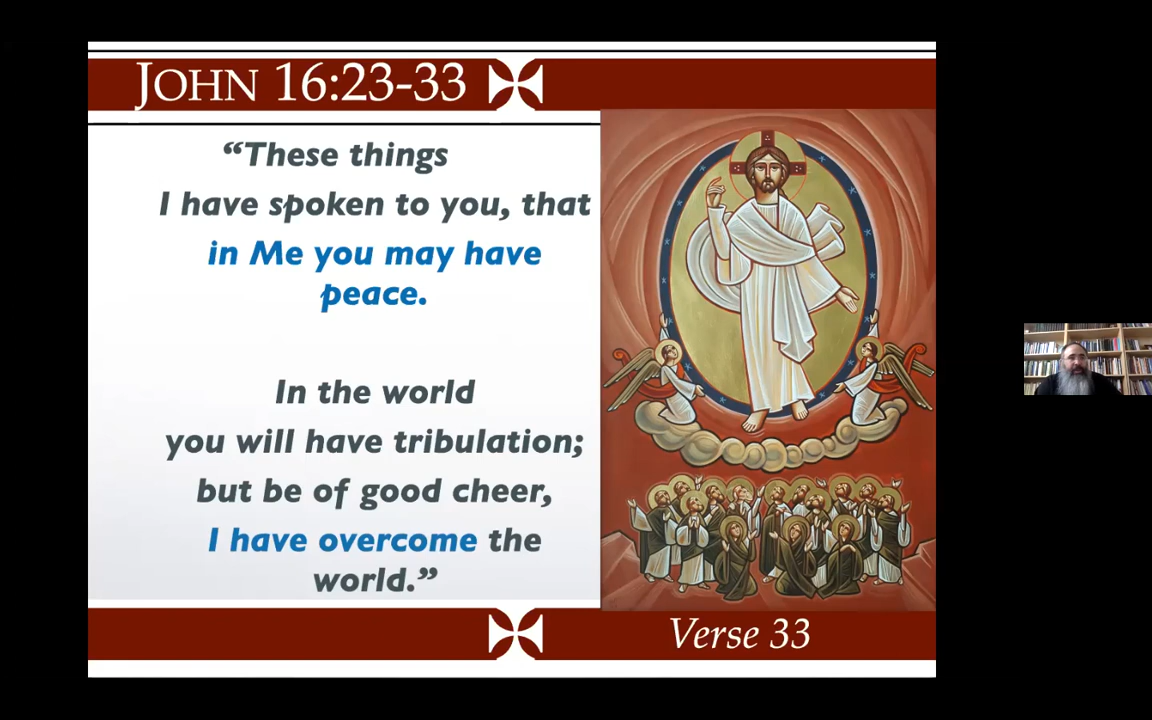 JOHN 16:23-33
“These things
I have spoken to you, that
in Me you may have
peace.
In the world
you will have tribulation;
but be of good cheer,
I have overcome the
world.”
Verse 33